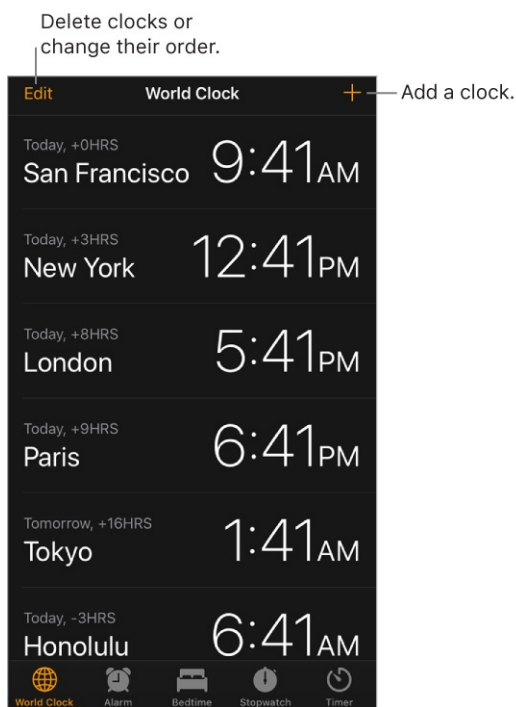 Delete clocks or
change their order.
Edit World Clock + Add a clock.
Today, +0HRS
San Francisco 9:41AM
Today, +3HRS
New York 12:41PM
Today, +8HRS
London 5:41PM
Today, +9HRS
Paris 6:41PM
Tomorrow, +16HRS
Tokyo 1:41AM
Today, -3HRS
Honolulu 6:41AM
World Clock Alarm Bedtime Stopwatch Timer